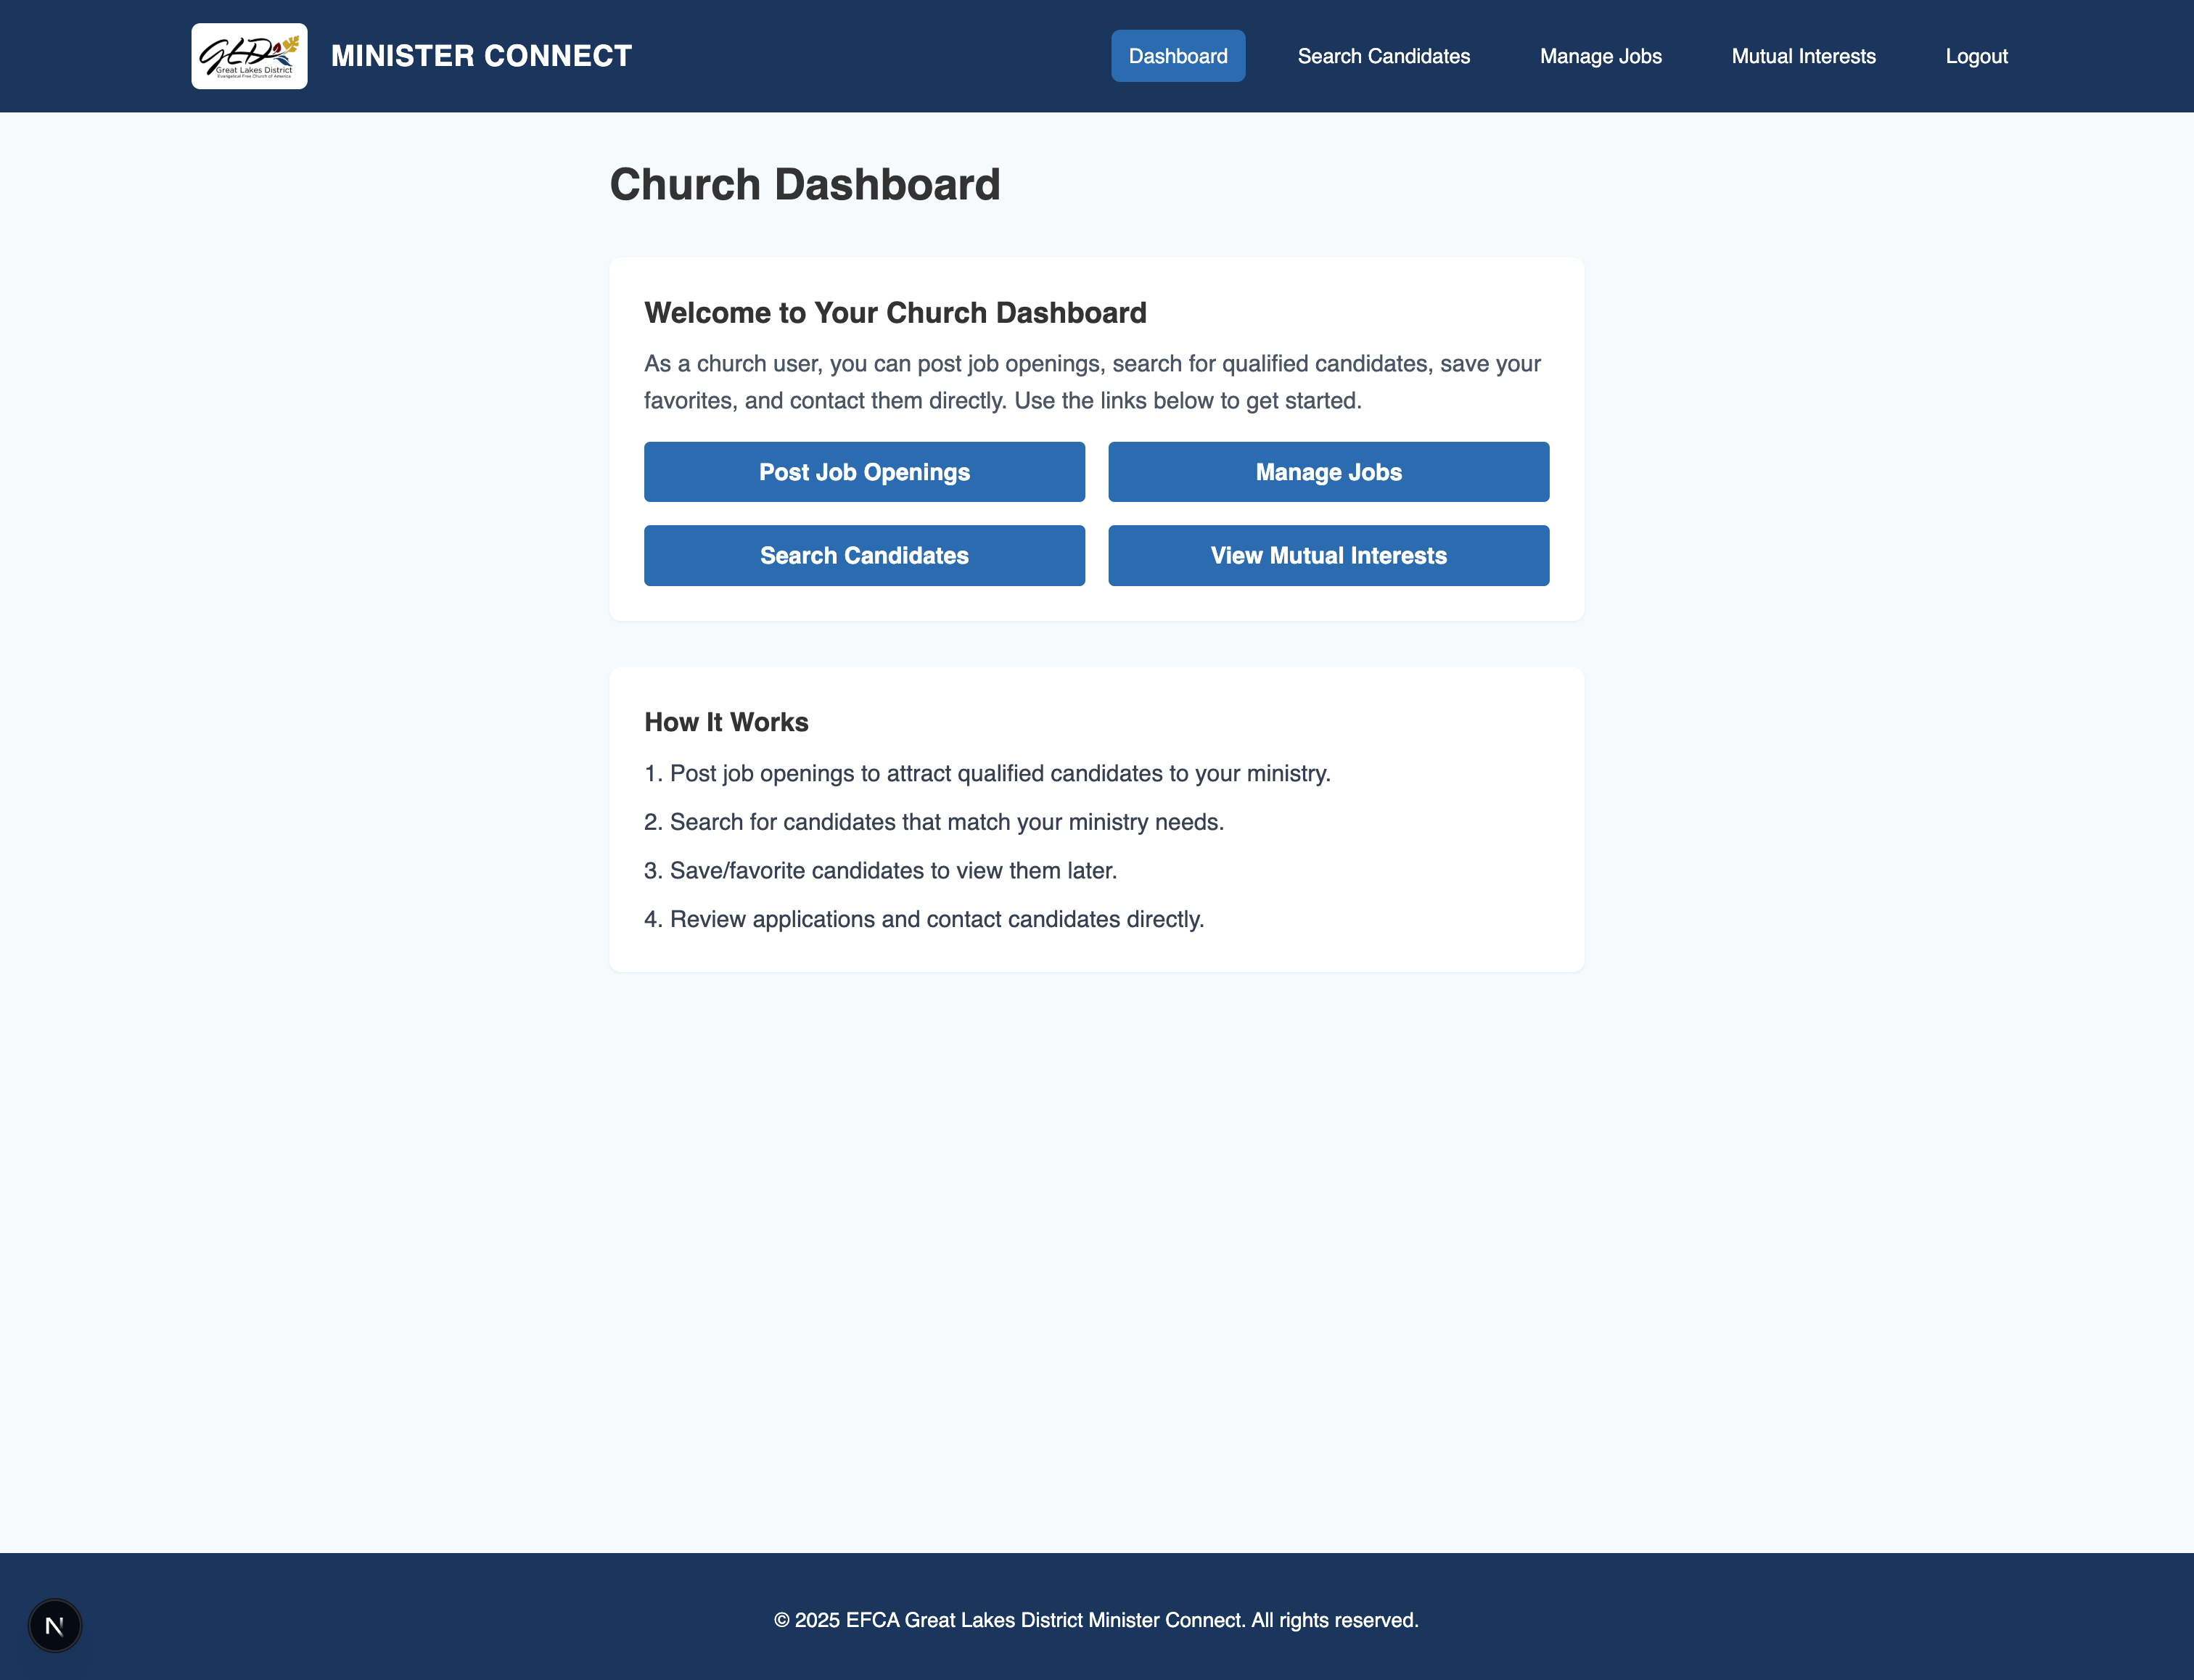 GLD
Great Lakes District
Evangelical Free Church of America
MINISTER CONNECT
Dashboard
Search Candidates
Manage Jobs
Mutual Interests
Logout
Church Dashboard
Welcome to Your Church Dashboard
As a church user, you can post job openings, search for qualified candidates, save your
favorites, and contact them directly. Use the links below to get started.
Post Job Openings
Manage Jobs
Search Candidates
View Mutual Interests
How It Works
1. Post job openings to attract qualified candidates to your ministry.
2. Search for candidates that match your ministry needs.
3. Save/favorite candidates to view them later.
4. Review applications and contact candidates directly.
N
© 2025 EFCA Great Lakes District Minister Connect. All rights reserved.